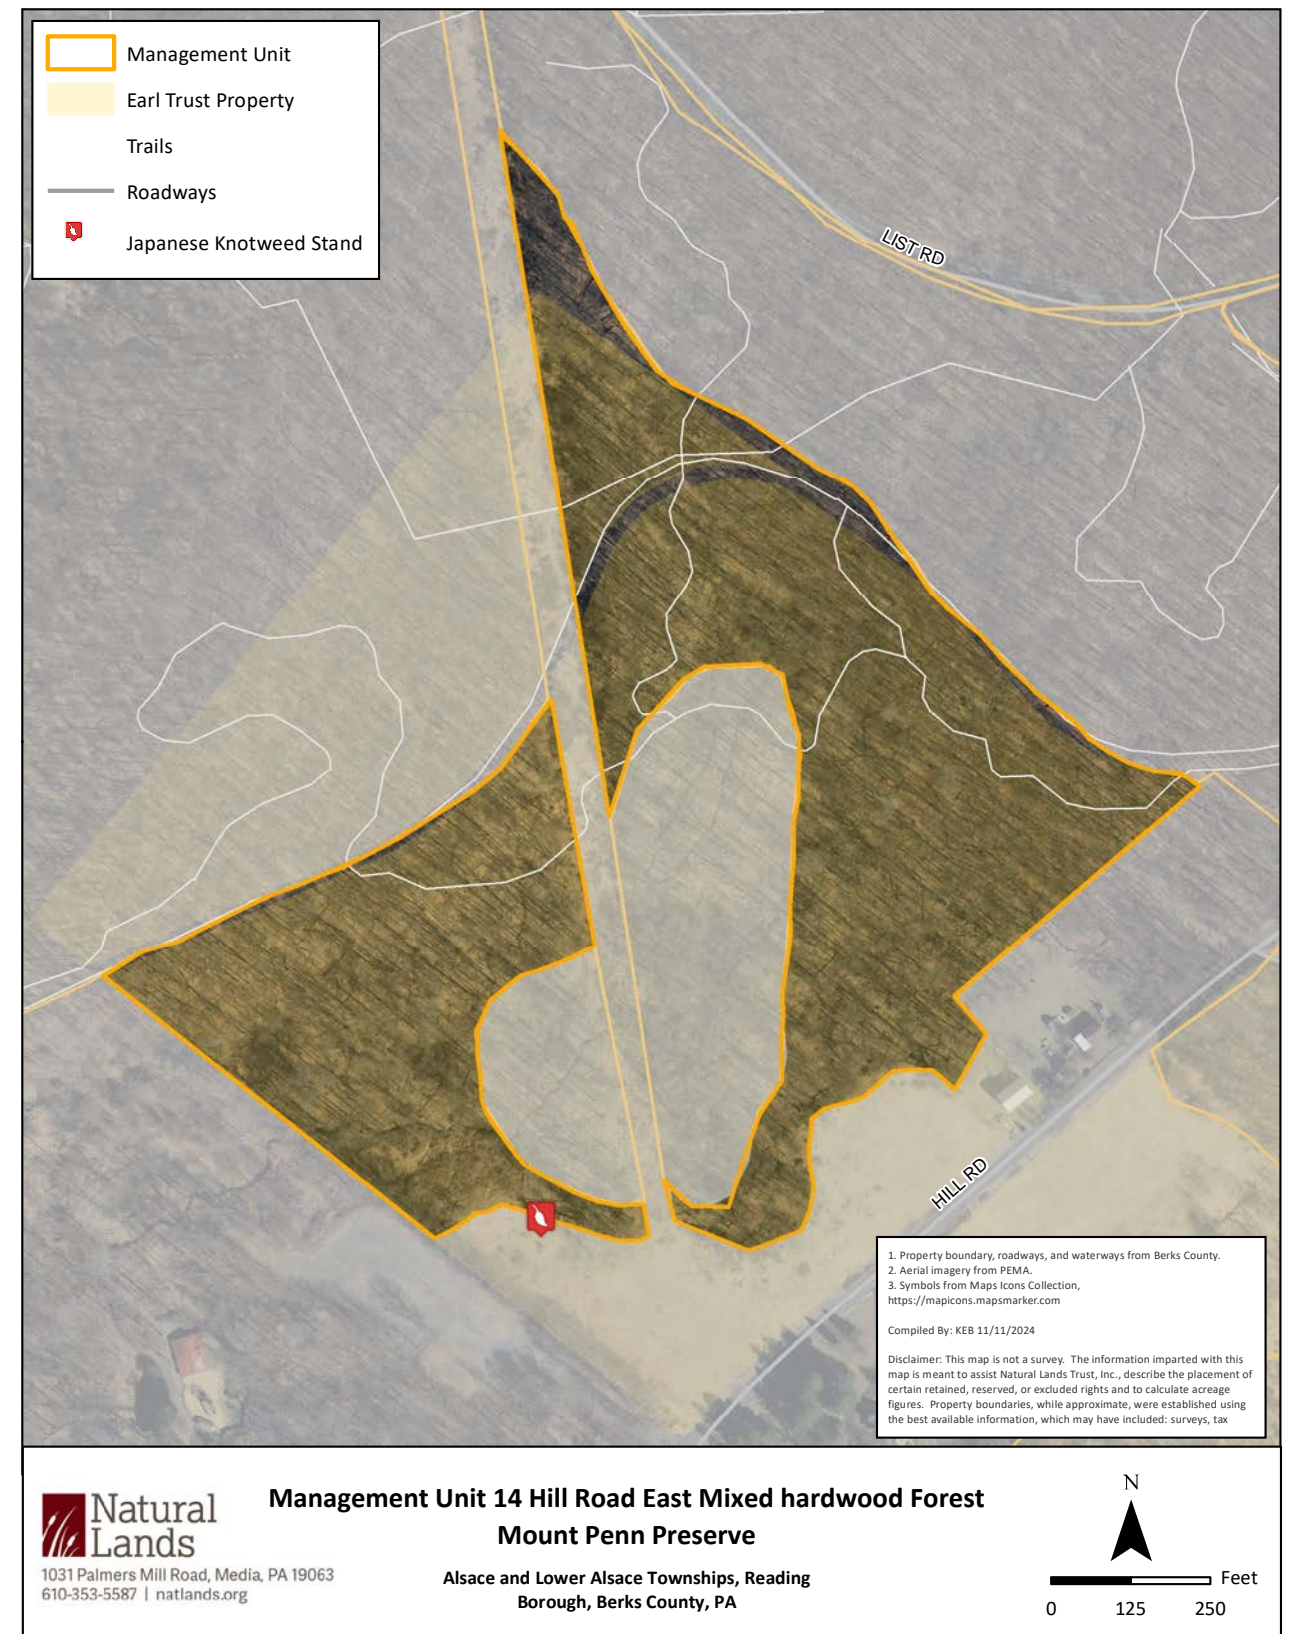 Management Unit
Earl Trust Property
Trails
Roadways
Japanese Knotweed Stand
LIST RD
HILL RD
1. Property boundary, roadways, and waterways from Berks County.
2. Aerial imagery from PEMA.
3. Symbols from Maps Icons Collection,
https://mapicons.mapsmarker.com
Compiled By: KEB 11/11/2024
Disclaimer: This map is not a survey. The information imparted with this
map is meant to assist Natural Lands Trust, Inc., describe the placement of
certain retained, reserved, or excluded rights and to calculate acreage
figures. Property boundaries, while approximate, were established using
the best available information, which may have included: surveys, tax
Natural
Lands
1031 Palmers Mill Road, Media, PA 19063
610-353-5587 | natlands.org
Management Unit 14 Hill Road East Mixed hardwood Forest
Mount Penn Preserve
Alsace and Lower Alsace Townships, Reading
Borough, Berks County, PA
N
Feet
0 125 250